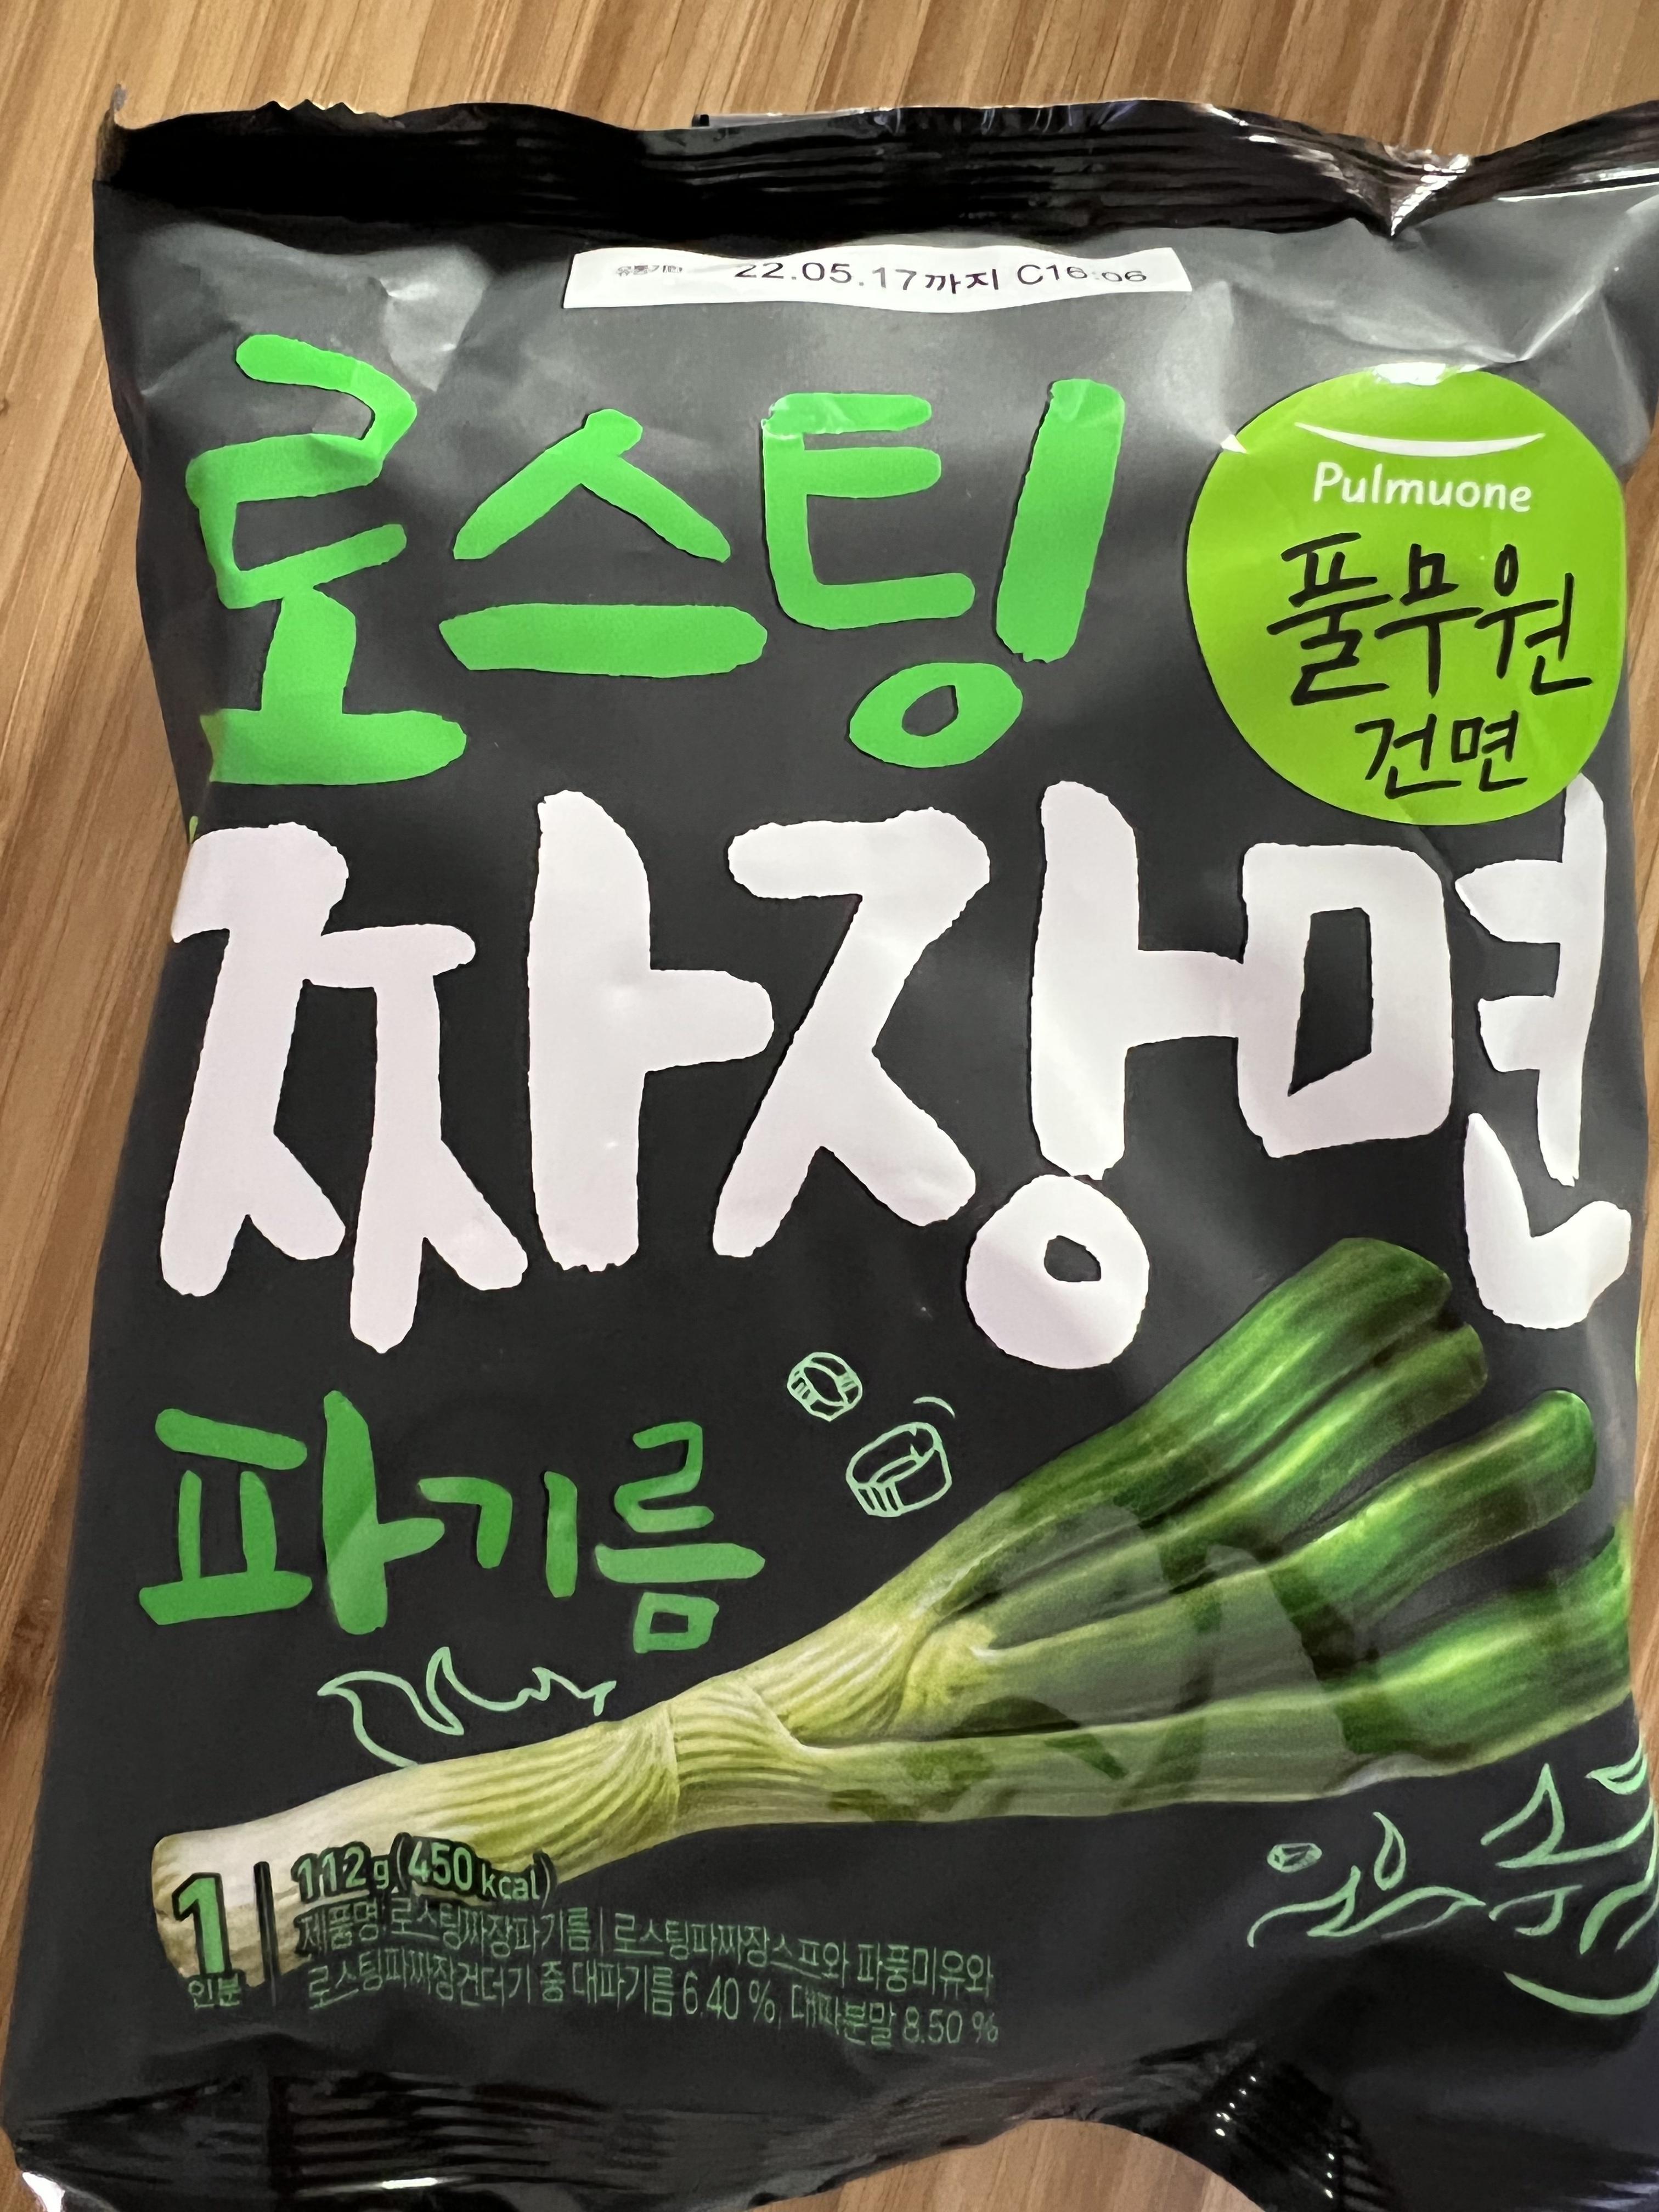 유통기한 22.05.17까지 C16:06
로스팅
Pulmuone
풀무원
건면
짜장면
파기름
1
인분
112g(450 kcal)
제품명 로스팅짜장파기름 | 로스팅파짜장스프와 파풍미유와
로스팅파짜장건더기 중 대파기름 6.40 %, 대파분말 8.50 %